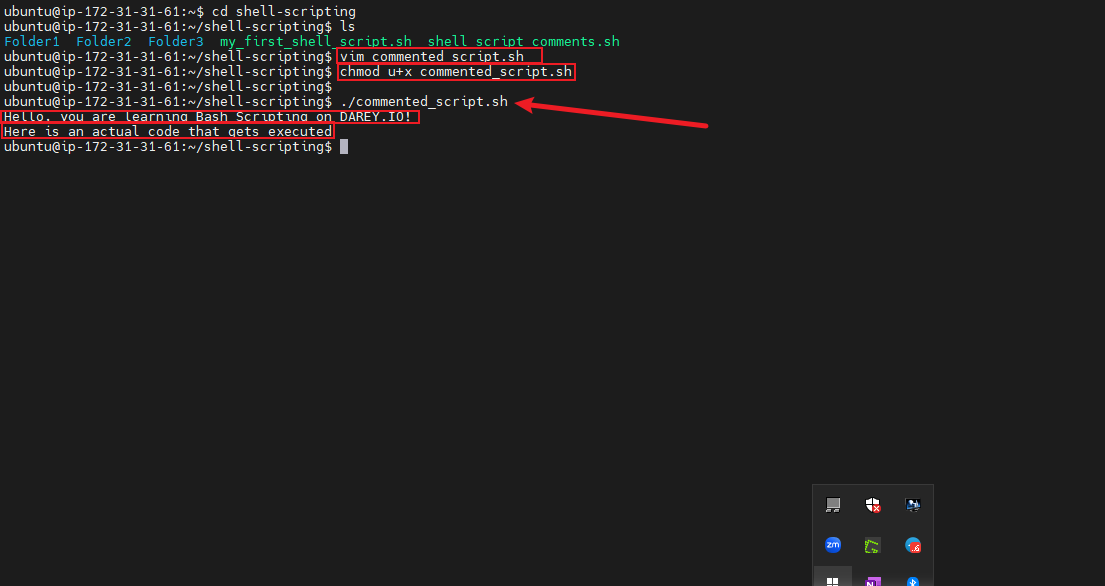 ubuntu@ip-172-31-31-61:~$ cd shell-scripting
ubuntu@ip-172-31-31-61:~/shell-scripting$ ls
Folder1  Folder2  Folder3  my_first_shell_script.sh  shell_script_comments.sh
ubuntu@ip-172-31-31-61:~/shell-scripting$ vim commented_script.sh
ubuntu@ip-172-31-31-61:~/shell-scripting$ chmod u+x commented_script.sh
ubuntu@ip-172-31-31-61:~/shell-scripting$
ubuntu@ip-172-31-31-61:~/shell-scripting$ ./commented_script.sh
Hello, you are learning Bash Scripting on DAREY.IO!
Here is an actual code that gets executed
ubuntu@ip-172-31-31-61:~/shell-scripting$
zm
N